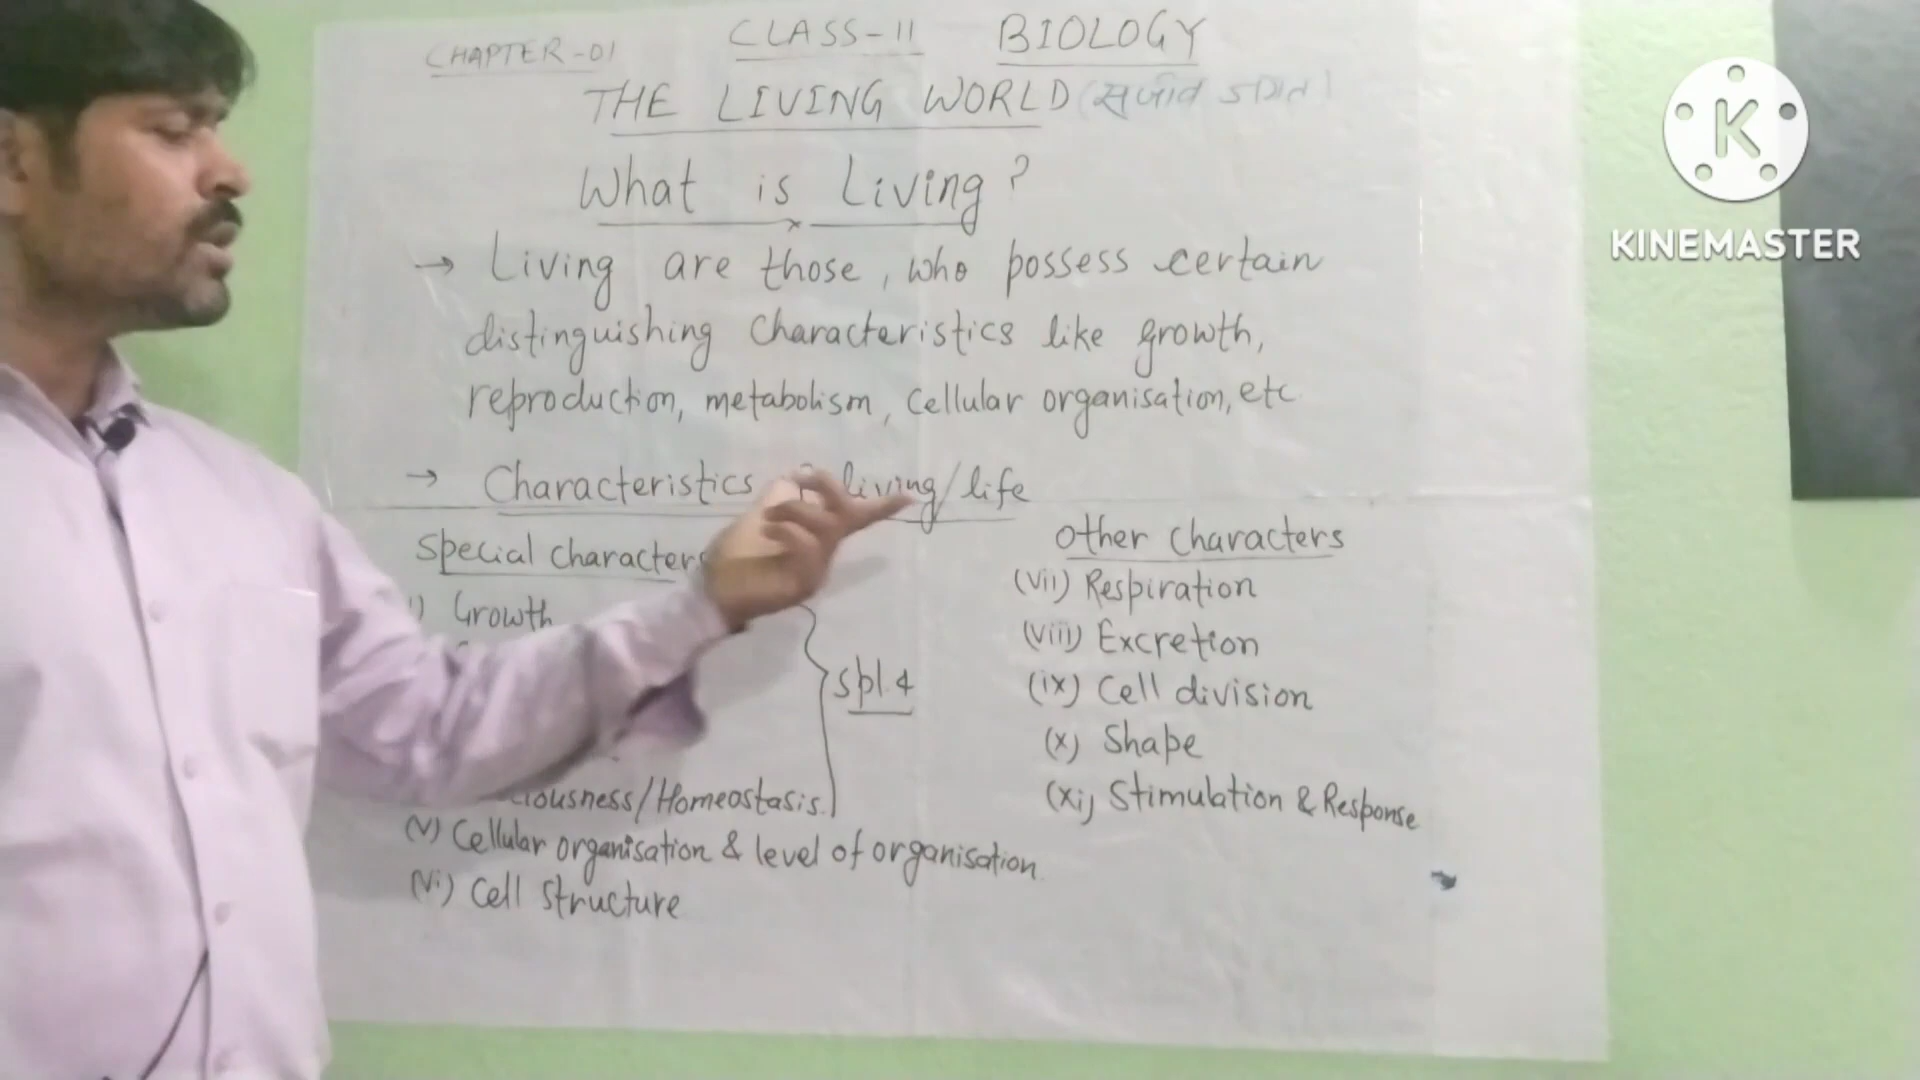 CHAPTER-01 CLASS-11 BIOLOGY
THE LIVING WORLD (सजीव जगत)
What is Living?
→ Living are those, who possess certain
distinguishing characteristics like growth,
reproduction, metabolism, cellular organisation, etc
→ Characteristics living/life
Special characters
Growth
spl.4
Homeostasis.
(v) Cellular organisation & level of organisation.
(vi) Cell structure
Other characters
(vii) Respiration
(viii) Excretion
(ix) Cell division
(x) Shape
(xi) Stimulation & Response
K
KINEMASTER